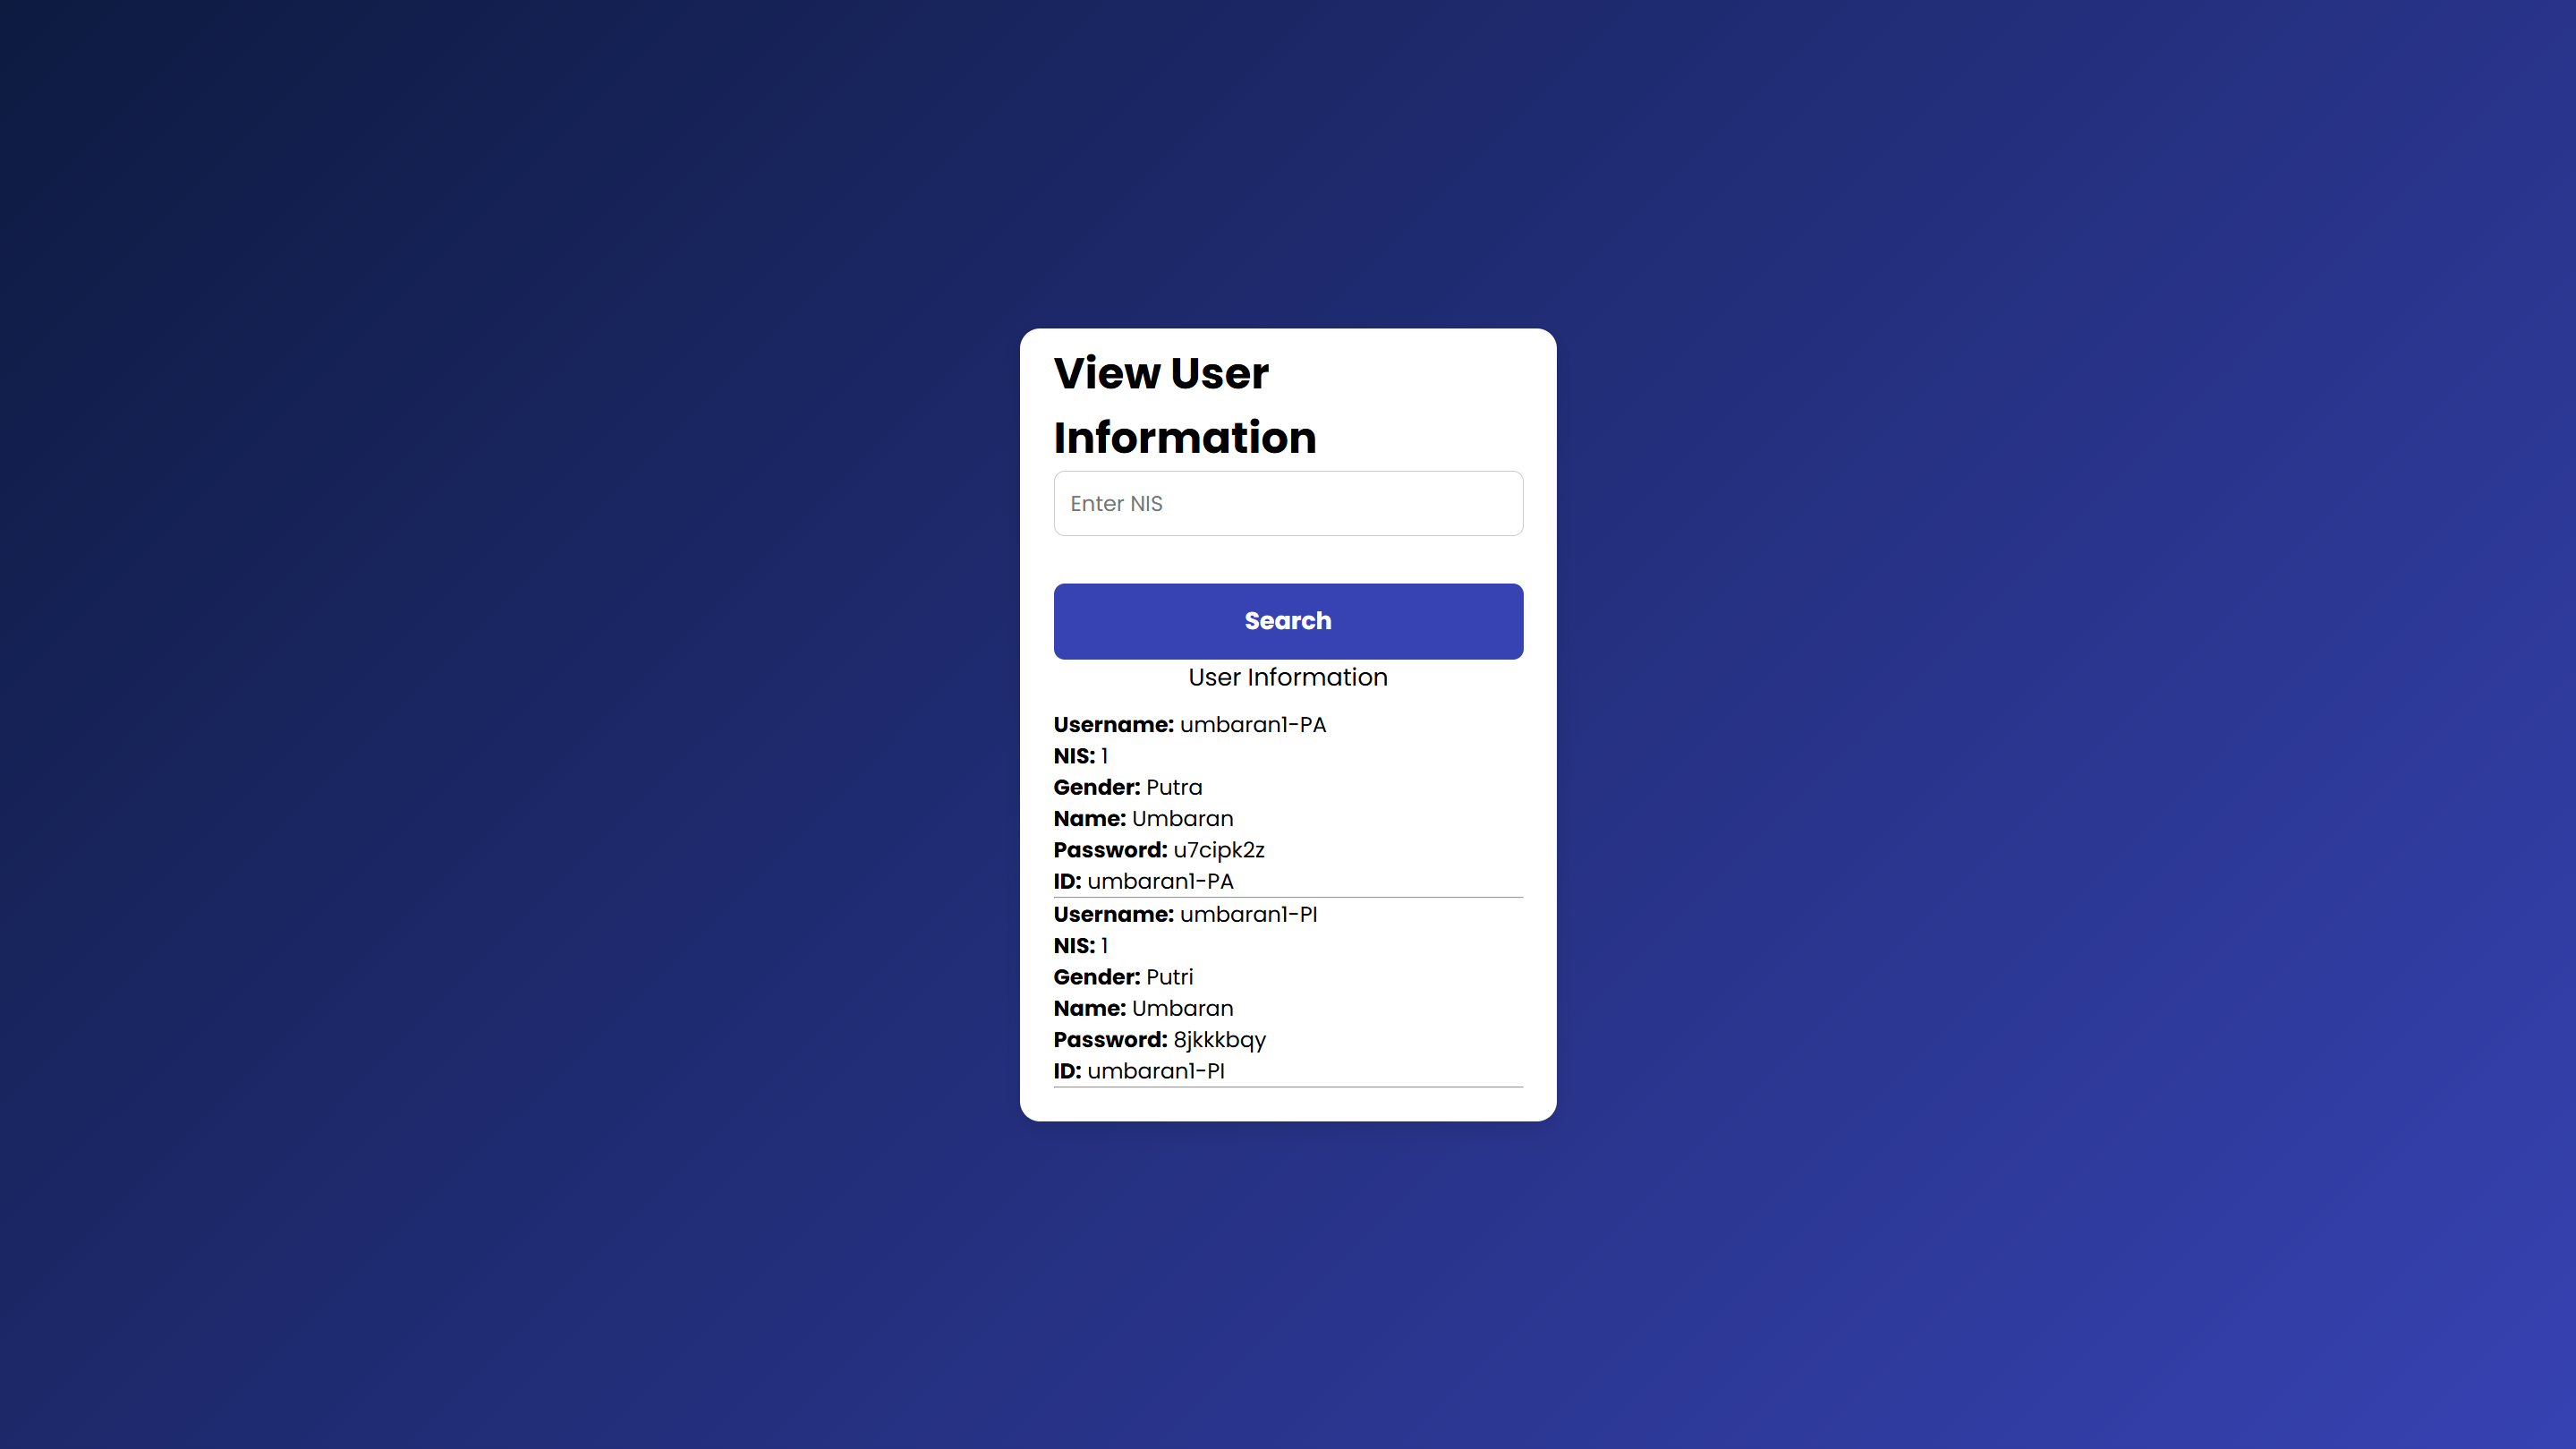 View User
Information
Enter NIS
Search
User Information
Username: umbaran1-PA
NIS: 1
Gender: Putra
Name: Umbaran
Password: u7cipk2z
ID: umbaran1-PA
Username: umbaran1-PI
NIS: 1
Gender: Putri
Name: Umbaran
Password: 8jkkkbqy
ID: umbaran1-PI